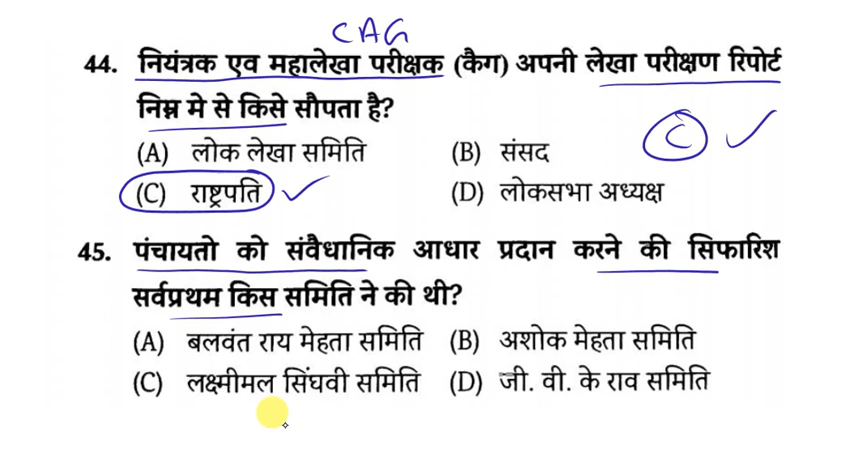 CAG
44. नियंत्रक एव महालेखा परीक्षक (कैग) अपनी लेखा परीक्षण रिपोर्ट
निम्न मे से किसे सौपता है?
C
(A) लोक लेखा समिति (B) संसद
(C) राष्ट्रपति (D) लोकसभा अध्यक्ष
45. पंचायतो को संवैधानिक आधार प्रदान करने की सिफारिश
सर्वप्रथम किस समिति ने की थी?
(A) बलवंत राय मेहता समिति (B) अशोक मेहता समिति
(C) लक्ष्मीमल सिंघवी समिति (D) जी. वी. के राव समिति